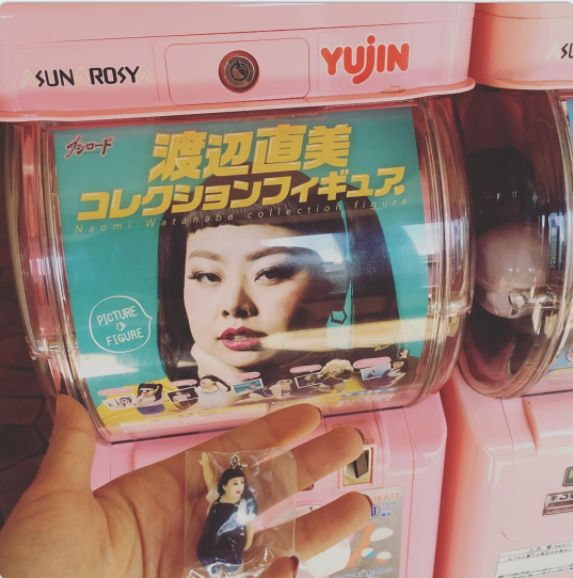 SUN ROSY
YUJIN
ブシロード
渡辺直美
コレクションフィギュア。
Naomi Watanabe collection figure
PICTURE
&
FIGURE